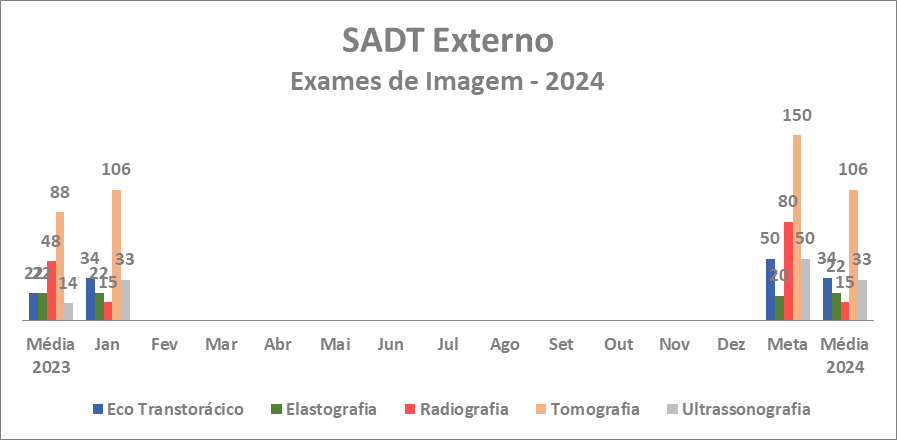 SADT Externo
Exames de Imagem - 2024
22 22 48 88 14
34 22 15 106 33
50 20 80 150 50
34 22 15 106 33
Média 2023
Jan Fev Mar Abr Mai Jun Jul Ago Set Out Nov Dez Meta
Média 2024
Eco Transtorácico Elastografia Radiografia Tomografia Ultrassonografia